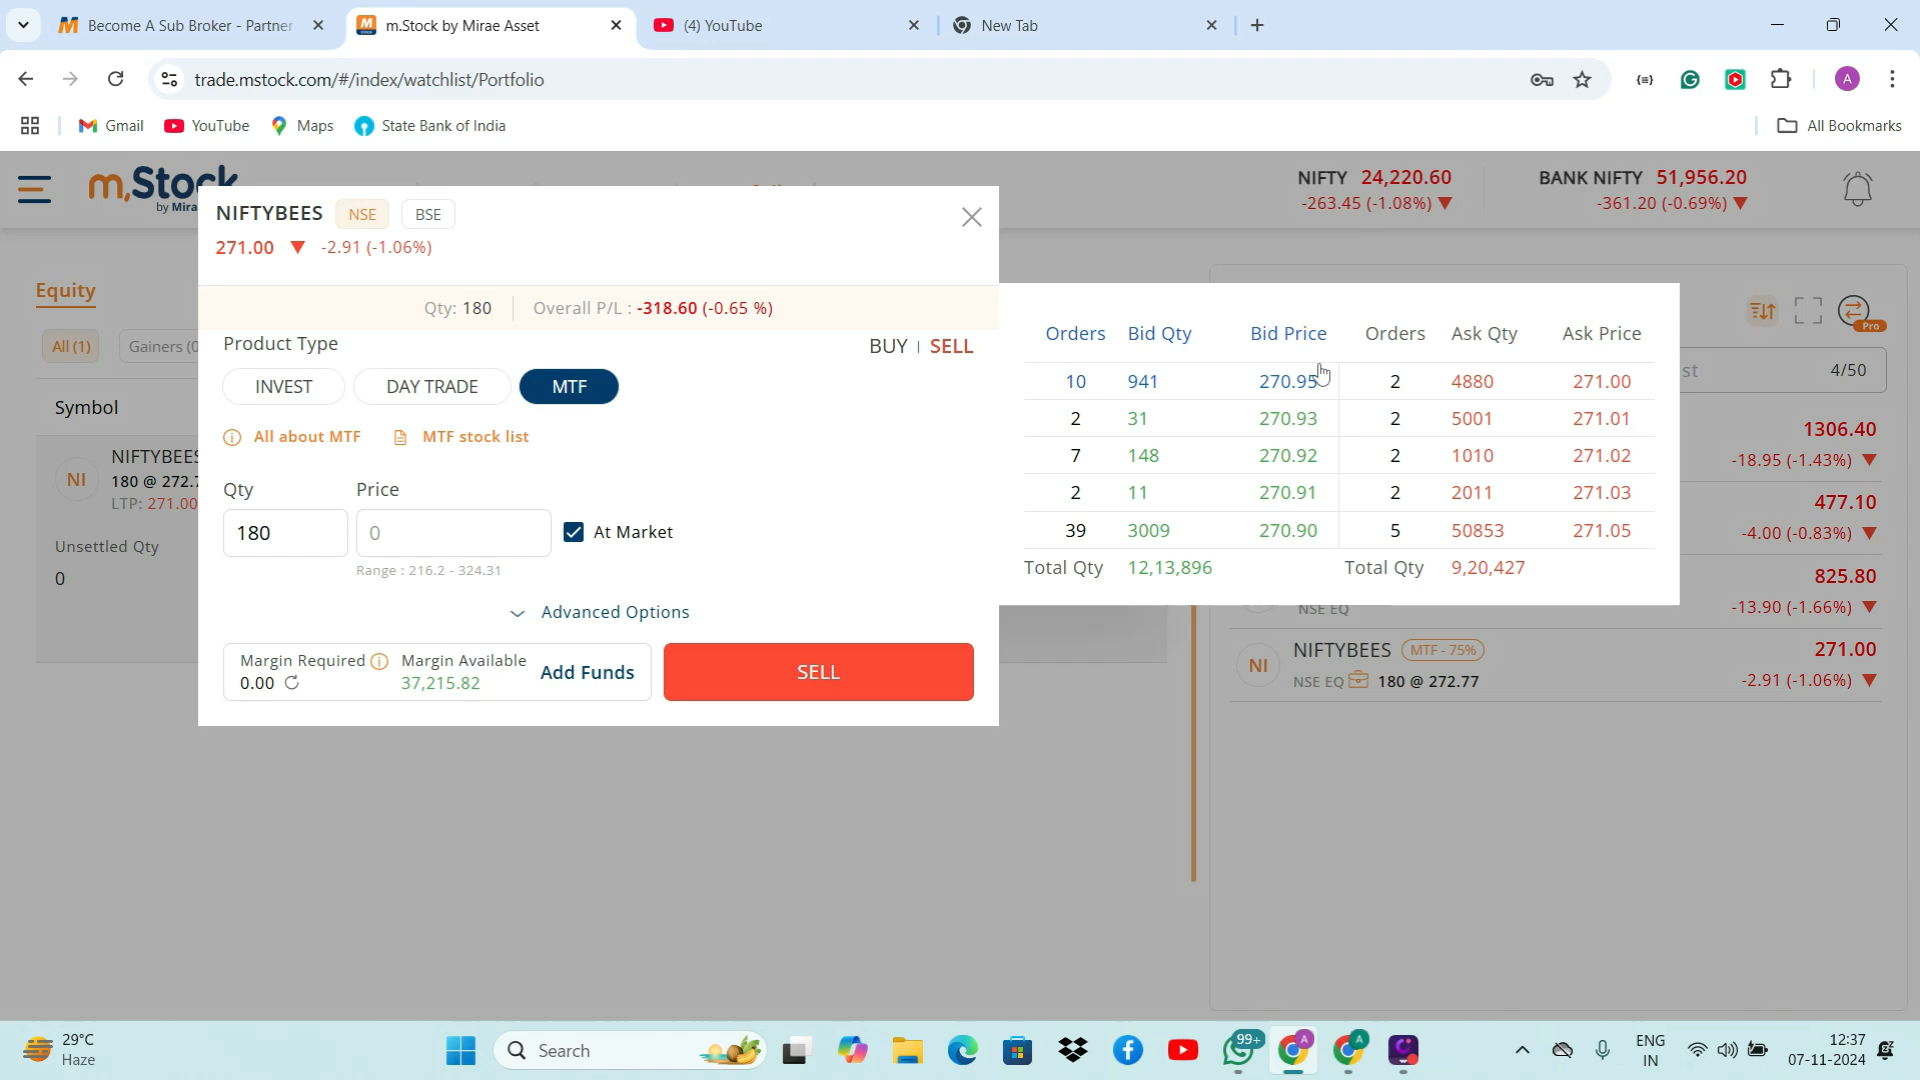 Become A Sub Broker - Partner
m.Stock by Mirae Asset
(4) YouTube
New Tab
trade.mstock.com/#/index/watchlist/Portfolio
A
Gmail
YouTube
Maps
State Bank of India
All Bookmarks
m.Stock
by Mira
NIFTY 24,220.60
-263.45 (-1.08%)
BANK NIFTY 51,956.20
-361.20 (-0.69%)
NIFTYBEES NSE BSE
271.00 -2.91 (-1.06%)
Qty: 180 Overall P/L : -318.60 (-0.65 %)
Product Type
BUY | SELL
INVEST DAY TRADE MTF
All about MTF MTF stock list
Qty Price
180 0 At Market
Range : 216.2 - 324.31
Advanced Options
Margin Required Margin Available
0.00 37,215.82
Add Funds
SELL
Equity
All (1) Gainers (0
Symbol
NI NIFTYBEES
180 @ 272.7
LTP: 271.00
Unsettled Qty
0
Orders Bid Qty Bid Price Orders Ask Qty Ask Price
10 941 270.95 2 4880 271.00
2 31 270.93 2 5001 271.01
7 148 270.92 2 1010 271.02
2 11 270.91 2 2011 271.03
39 3009 270.90 5 50853 271.05
Total Qty 12,13,896 Total Qty 9,20,427
Pro
st 4/50
1306.40
-18.95 (-1.43%)
477.10
-4.00 (-0.83%)
825.80
NSE EQ -13.90 (-1.66%)
NI NIFTYBEES MTF - 75% 271.00
NSE EQ 180 @ 272.77 -2.91 (-1.06%)
29°C
Haze
Search
99+
A
A
ENG
IN
12:37
07-11-2024